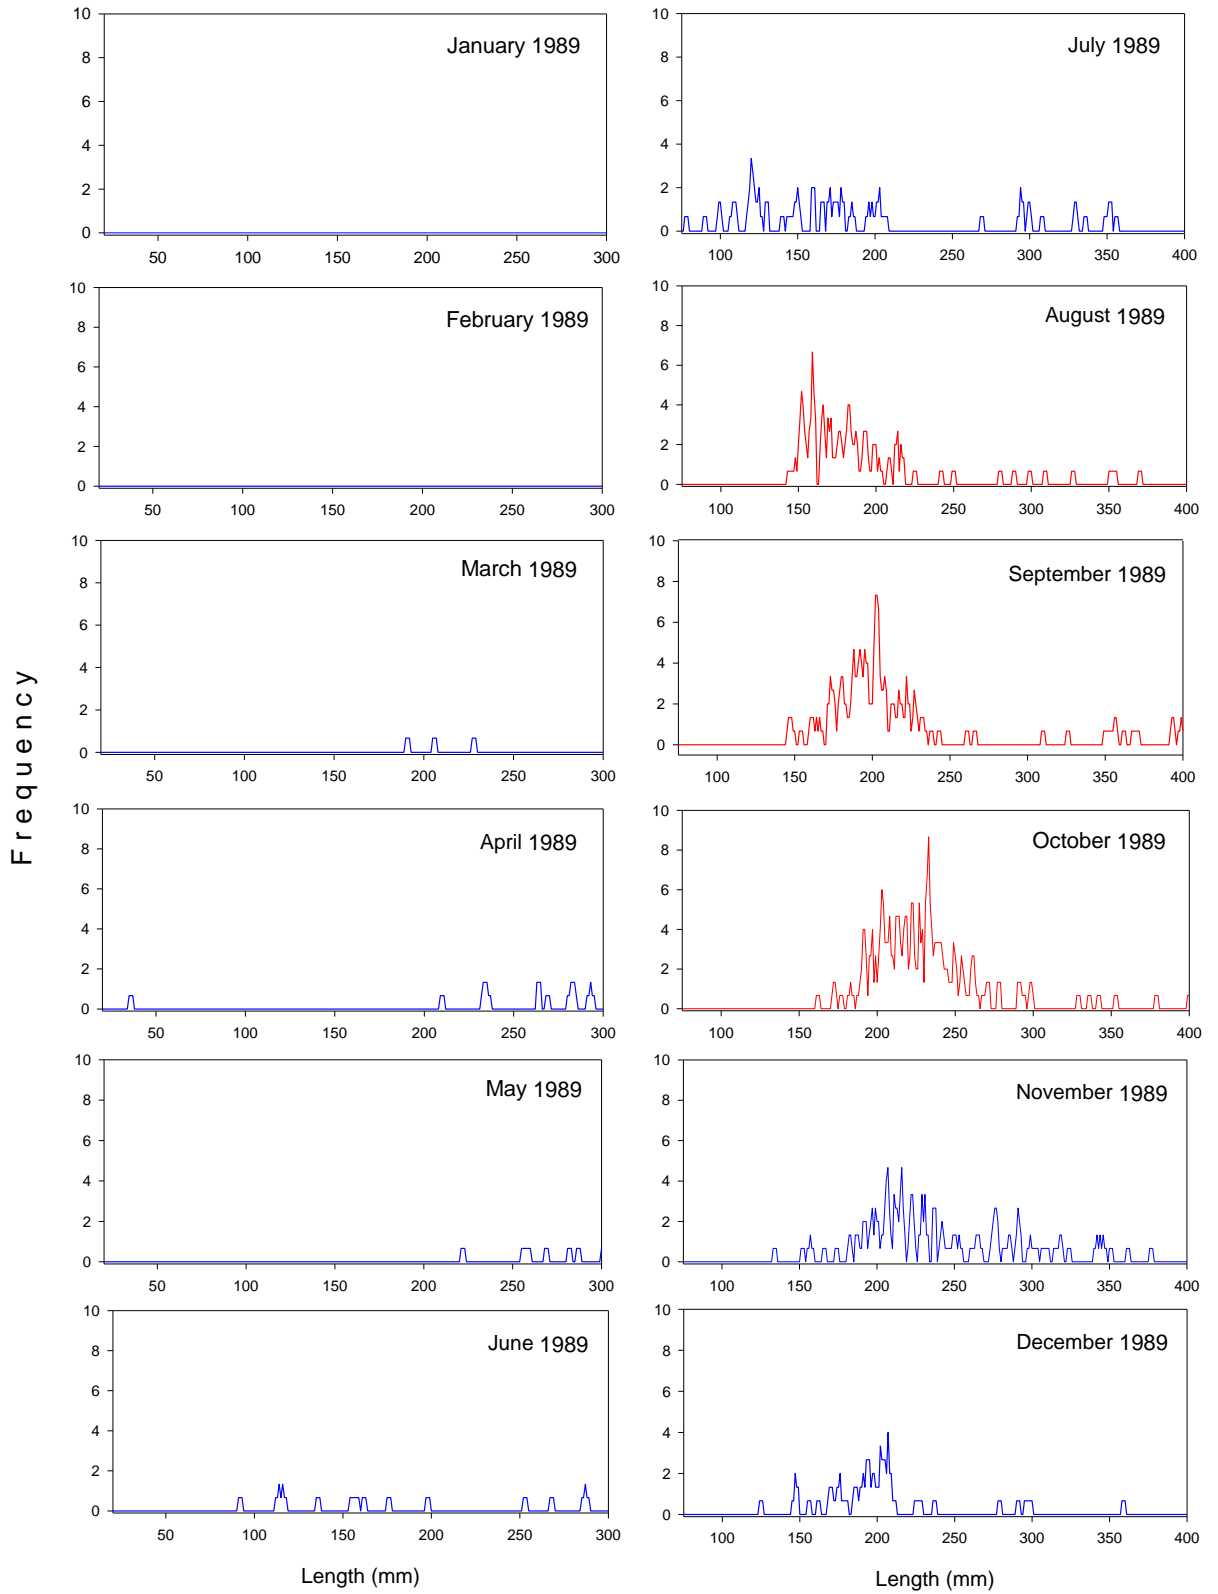 10
8
6
4
2
0
January 1989
50 100 150 200 250 300
10
8
6
4
2
0
February 1989
50 100 150 200 250 300
10
8
6
4
2
0
March 1989
50 100 150 200 250 300
Frequency
10
8
6
4
2
0
April 1989
50 100 150 200 250 300
10
8
6
4
2
0
May 1989
50 100 150 200 250 300
10
8
6
4
2
0
June 1989
50 100 150 200 250 300
Length (mm)
10
8
6
4
2
0
July 1989
100 150 200 250 300 350 400
10
8
6
4
2
0
August 1989
100 150 200 250 300 350 400
10
8
6
4
2
0
September 1989
100 150 200 250 300 350 400
10
8
6
4
2
0
October 1989
100 150 200 250 300 350 400
10
8
6
4
2
0
November 1989
100 150 200 250 300 350 400
10
8
6
4
2
0
December 1989
100 150 200 250 300 350 400
Length (mm)